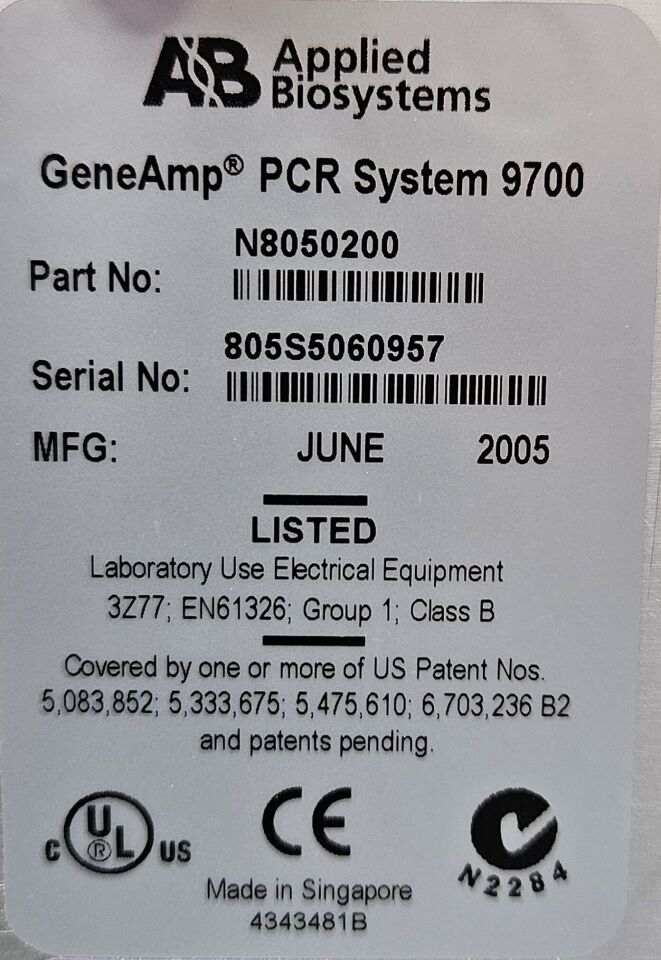 AB Applied
Biosystems
GeneAmp® PCR System 9700
N8050200
Part No:
805S5060957
Serial No:
MFG: JUNE 2005
LISTED
Laboratory Use Electrical Equipment
3Z77; EN61326; Group 1; Class B
Covered by one or more of US Patent Nos.
5,083,852; 5,333,675; 5,475,610; 6,703,236 B2
and patents pending.
C UL ® US CE N2284
Made in Singapore
4343481B